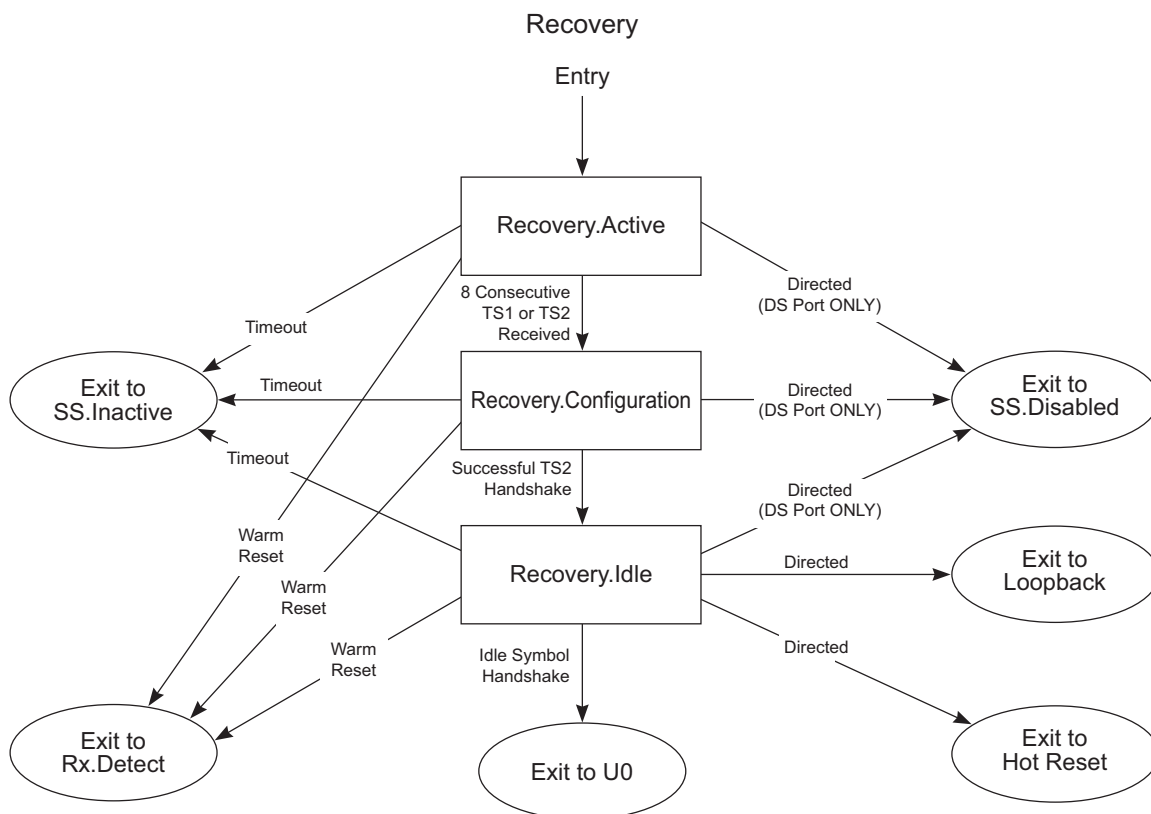 Recovery
Entry
Recovery.Active
8 Consecutive
TS1 or TS2
Received
Directed
(DS Port ONLY)
Timeout
Exit to
SS.Inactive
Timeout
Recovery.Configuration
Directed
(DS Port ONLY)
Exit to
SS.Disabled
Timeout
Successful TS2
Handshake
Directed
(DS Port ONLY)
Warm
Reset
Recovery.Idle
Directed
Exit to
Loopback
Warm
Reset
Warm
Reset
Idle Symbol
Handshake
Directed
Exit to
Rx.Detect
Exit to U0
Exit to
Hot Reset